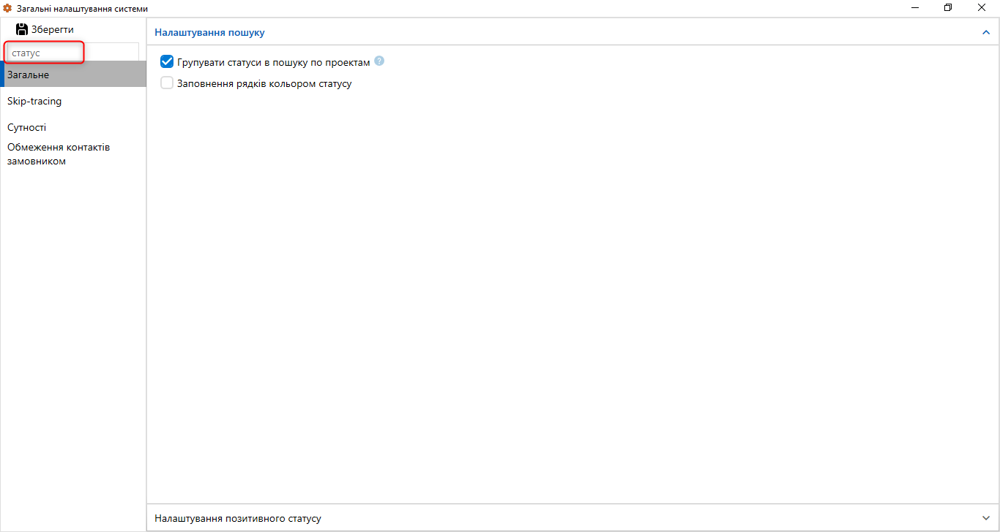 Загальні налаштування системи
Зберегти
статус
Загальне
Skip-tracing
Сутності
Обмеження контактів
замовником
Налаштування пошуку
Групувати статуси в пошуку по проектам ?
Заповнення рядків кольором статусу
Налаштування позитивного статусу